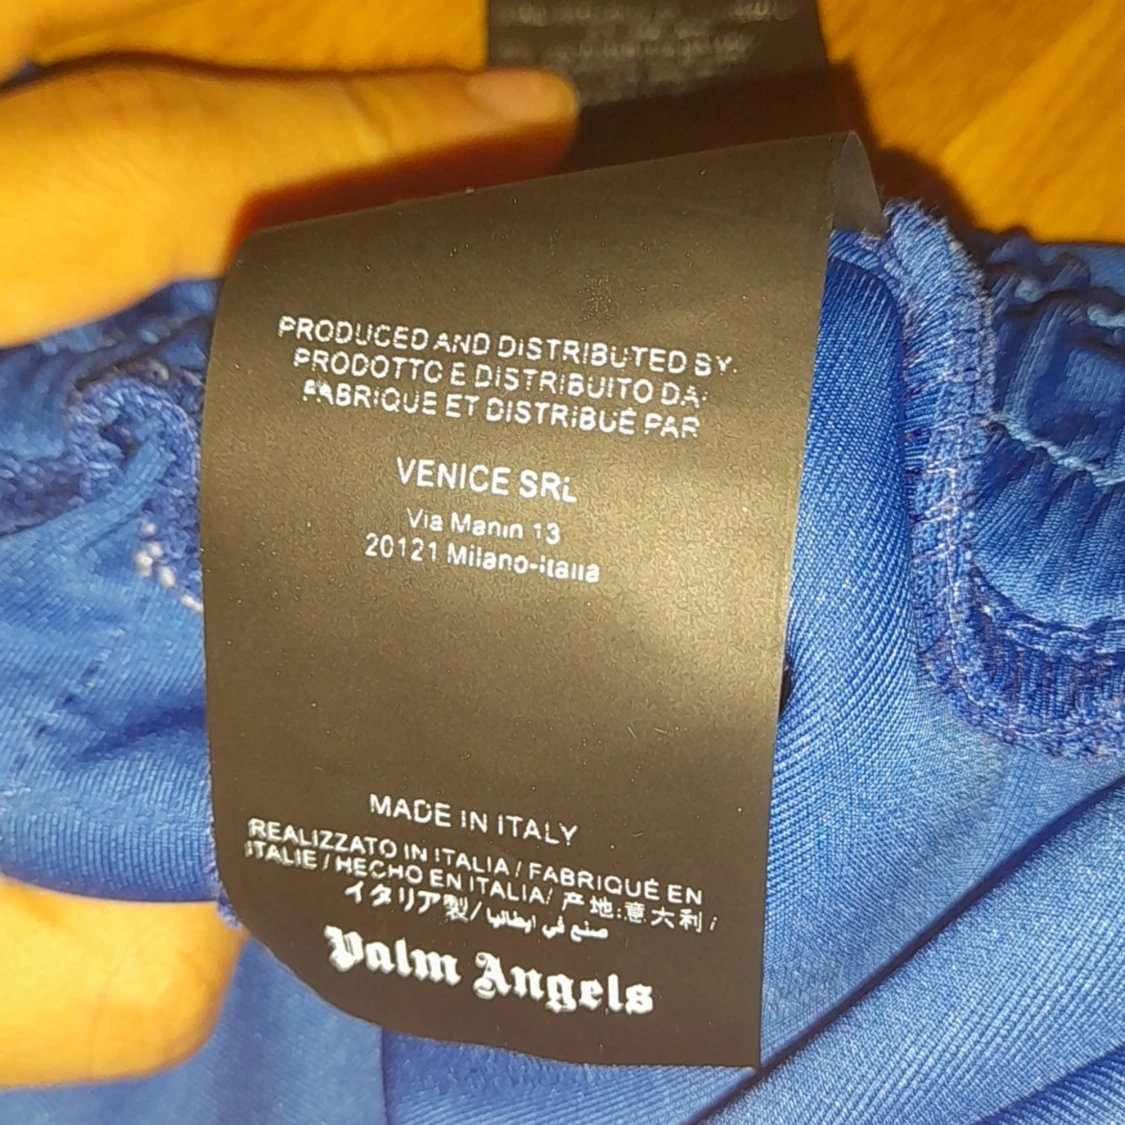 PRODUCED AND DISTRIBUTED BY:
PRODOTTO E DISTRIBUITO DA:
FABRIQUE ET DISTRIBUÉ PAR
VENICE SRL
Via Manin 13
20121 Milano-Italia
MADE IN ITALY
REALIZZATO IN ITALIA / FABRIQUÉ EN
ITALIE / HECHO EN ITALIA/ 产地:意大利/
イタリア製/ صنع في ايطاليا
Palm Angels